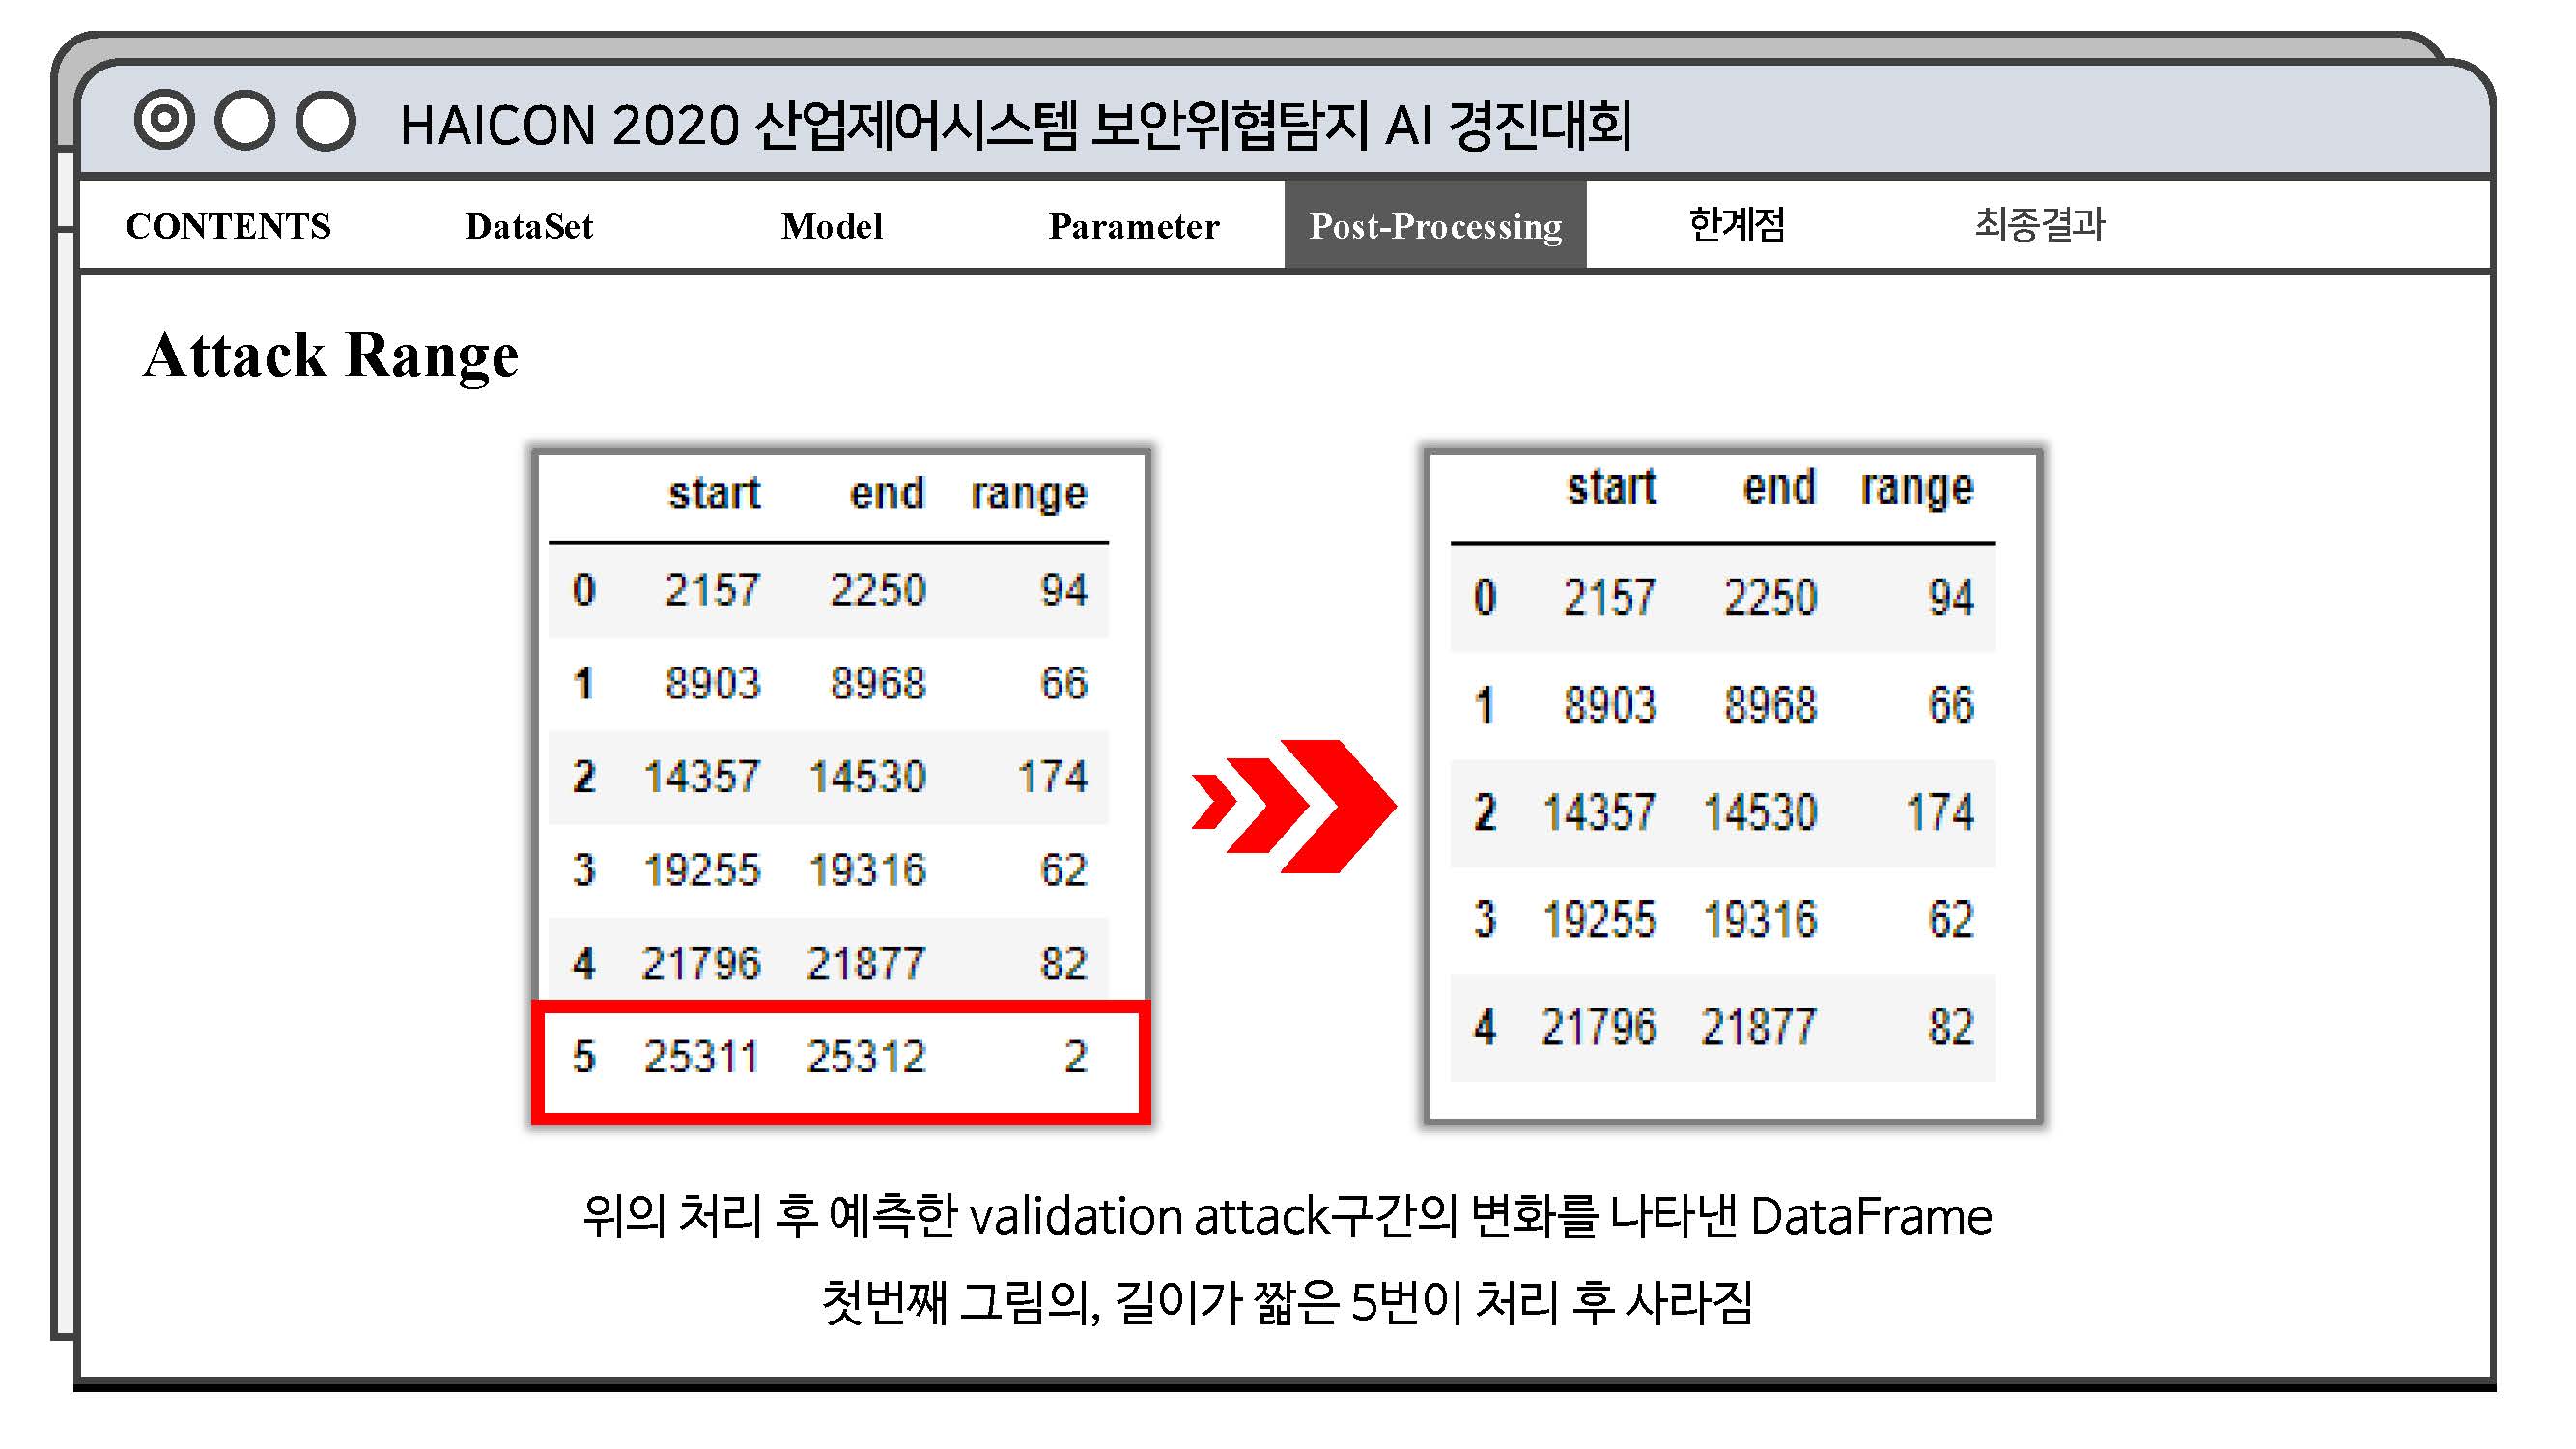 HAICON 2020 산업제어시스템 보안위협탐지 AI 경진대회
CONTENTS DataSet Model Parameter Post-Processing 한계점 최종결과
Attack Range
start end range
0 2157 2250 94
1 8903 8968 66
2 14357 14530 174
3 19255 19316 62
4 21796 21877 82
5 25311 25312 2
start end range
0 2157 2250 94
1 8903 8968 66
2 14357 14530 174
3 19255 19316 62
4 21796 21877 82
위의 처리 후 예측한 validation attack구간의 변화를 나타낸 DataFrame
첫번째 그림의, 길이가 짧은 5번이 처리 후 사라짐